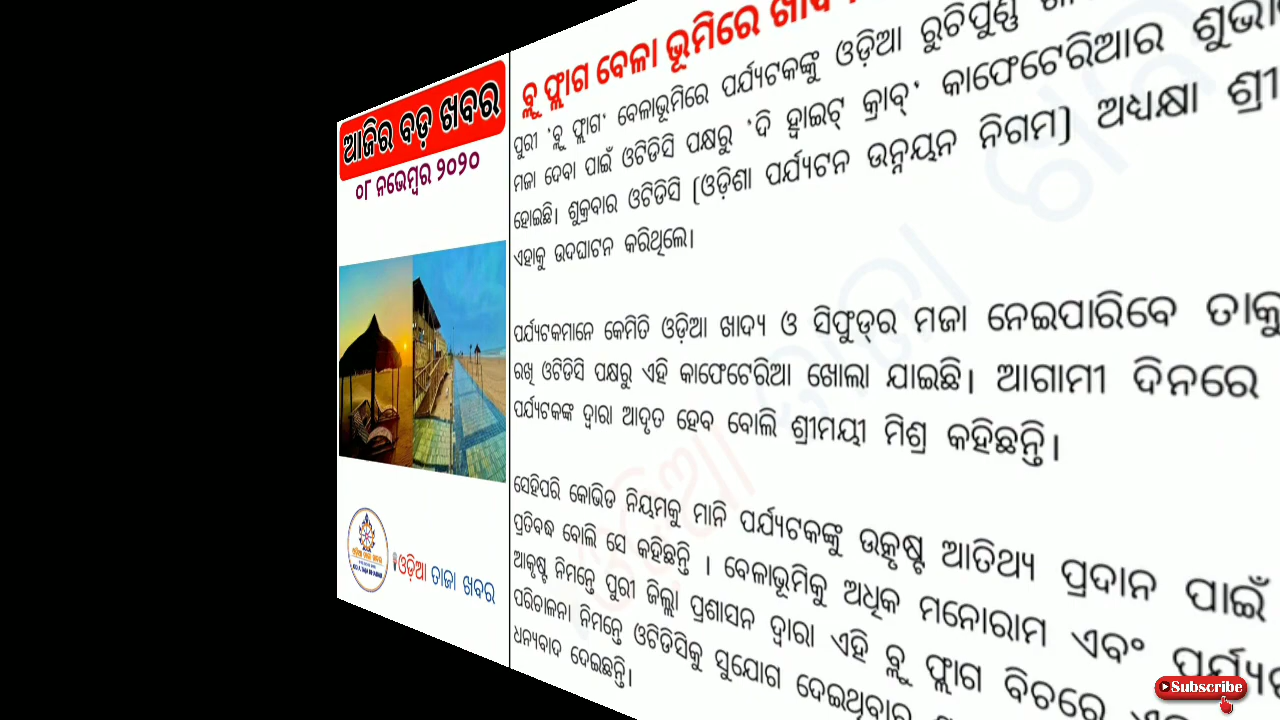 ଆଜିର ବଡ଼ ଖବର
୦୮ ନଭେମ୍ବର ୨୦୨୦
ଓଡ଼ିଆ ତାଜା ଖବର
ବ୍ଲୁ ଫ୍ଲାଗ ବେଳା ଭୂମିରେ
ପୁରୀ 'ବ୍ଲୁ ଫ୍ଲାଗ' ବେଳାଭୂମିରେ ପର୍ଯ୍ୟଟକଙ୍କୁ ଓଡ଼ିଆ ରୁଚିପୂର୍ଣ୍ଣ
ମଜା ଦେବା ପାଇଁ ଓଟିଡିସି ପକ୍ଷରୁ 'ଦି ହ୍ୱାଇଟ୍ କ୍ରାବ୍' କାଫେଟେରିଆର
ହୋଇଛି। ଶୁକ୍ରବାର ଓଟିଡିସି (ଓଡ଼ିଶା ପର୍ଯ୍ୟଟନ ଉନ୍ନୟନ ନିଗମ) ଅଧ୍ୟକ୍ଷା
ଏହାକୁ ଉଦଘାଟନ କରିଥିଲେ।
ପର୍ଯ୍ୟଟକମାନେ କେମିତି ଓଡ଼ିଆ ଖାଦ୍ୟ ଓ ସିଫୁଡ୍‌ର ମଜା ନେଇପାରିବେ ତାକୁ
ରଖି ଓଟିଡିସି ପକ୍ଷରୁ ଏହି କାଫେଟେରିଆ ଖୋଲା ଯାଇଛି। ଆଗାମୀ ଦିନରେ
ପର୍ଯ୍ୟଟକଙ୍କ ଦ୍ୱାରା ଆଦୃତ ହେବ ବୋଲି ଶ୍ରୀମୟୀ ମିଶ୍ର କହିଛନ୍ତି।
ସେହିପରି କୋଭିଡ ନିୟମକୁ ମାନି ପର୍ଯ୍ୟଟକଙ୍କୁ ଉତ୍କୃଷ୍ଟ ଆତିଥ୍ୟ ପ୍ରଦାନ ପାଇଁ
ପ୍ରତିବଦ୍ଧ ବୋଲି ସେ କହିଛନ୍ତି । ବେଳାଭୂମିକୁ ଅଧିକ ମନୋରାମ ଏବଂ
ଆକୃଷ୍ଟ ନିମନ୍ତେ ପୁରୀ ଜିଲ୍ଲା ପ୍ରଶାସନ ଦ୍ୱାରା ଏହି ବ୍ଲୁ ଫ୍ଲାଗ ବିଚରେ
ପରିଚାଳନା ନିମନ୍ତେ ଓଟିଡିସିକୁ ସୁଯୋଗ ଦେଇଥିବାରୁ
ଧନ୍ୟବାଦ ଦେଇଛନ୍ତି।
Subscribe